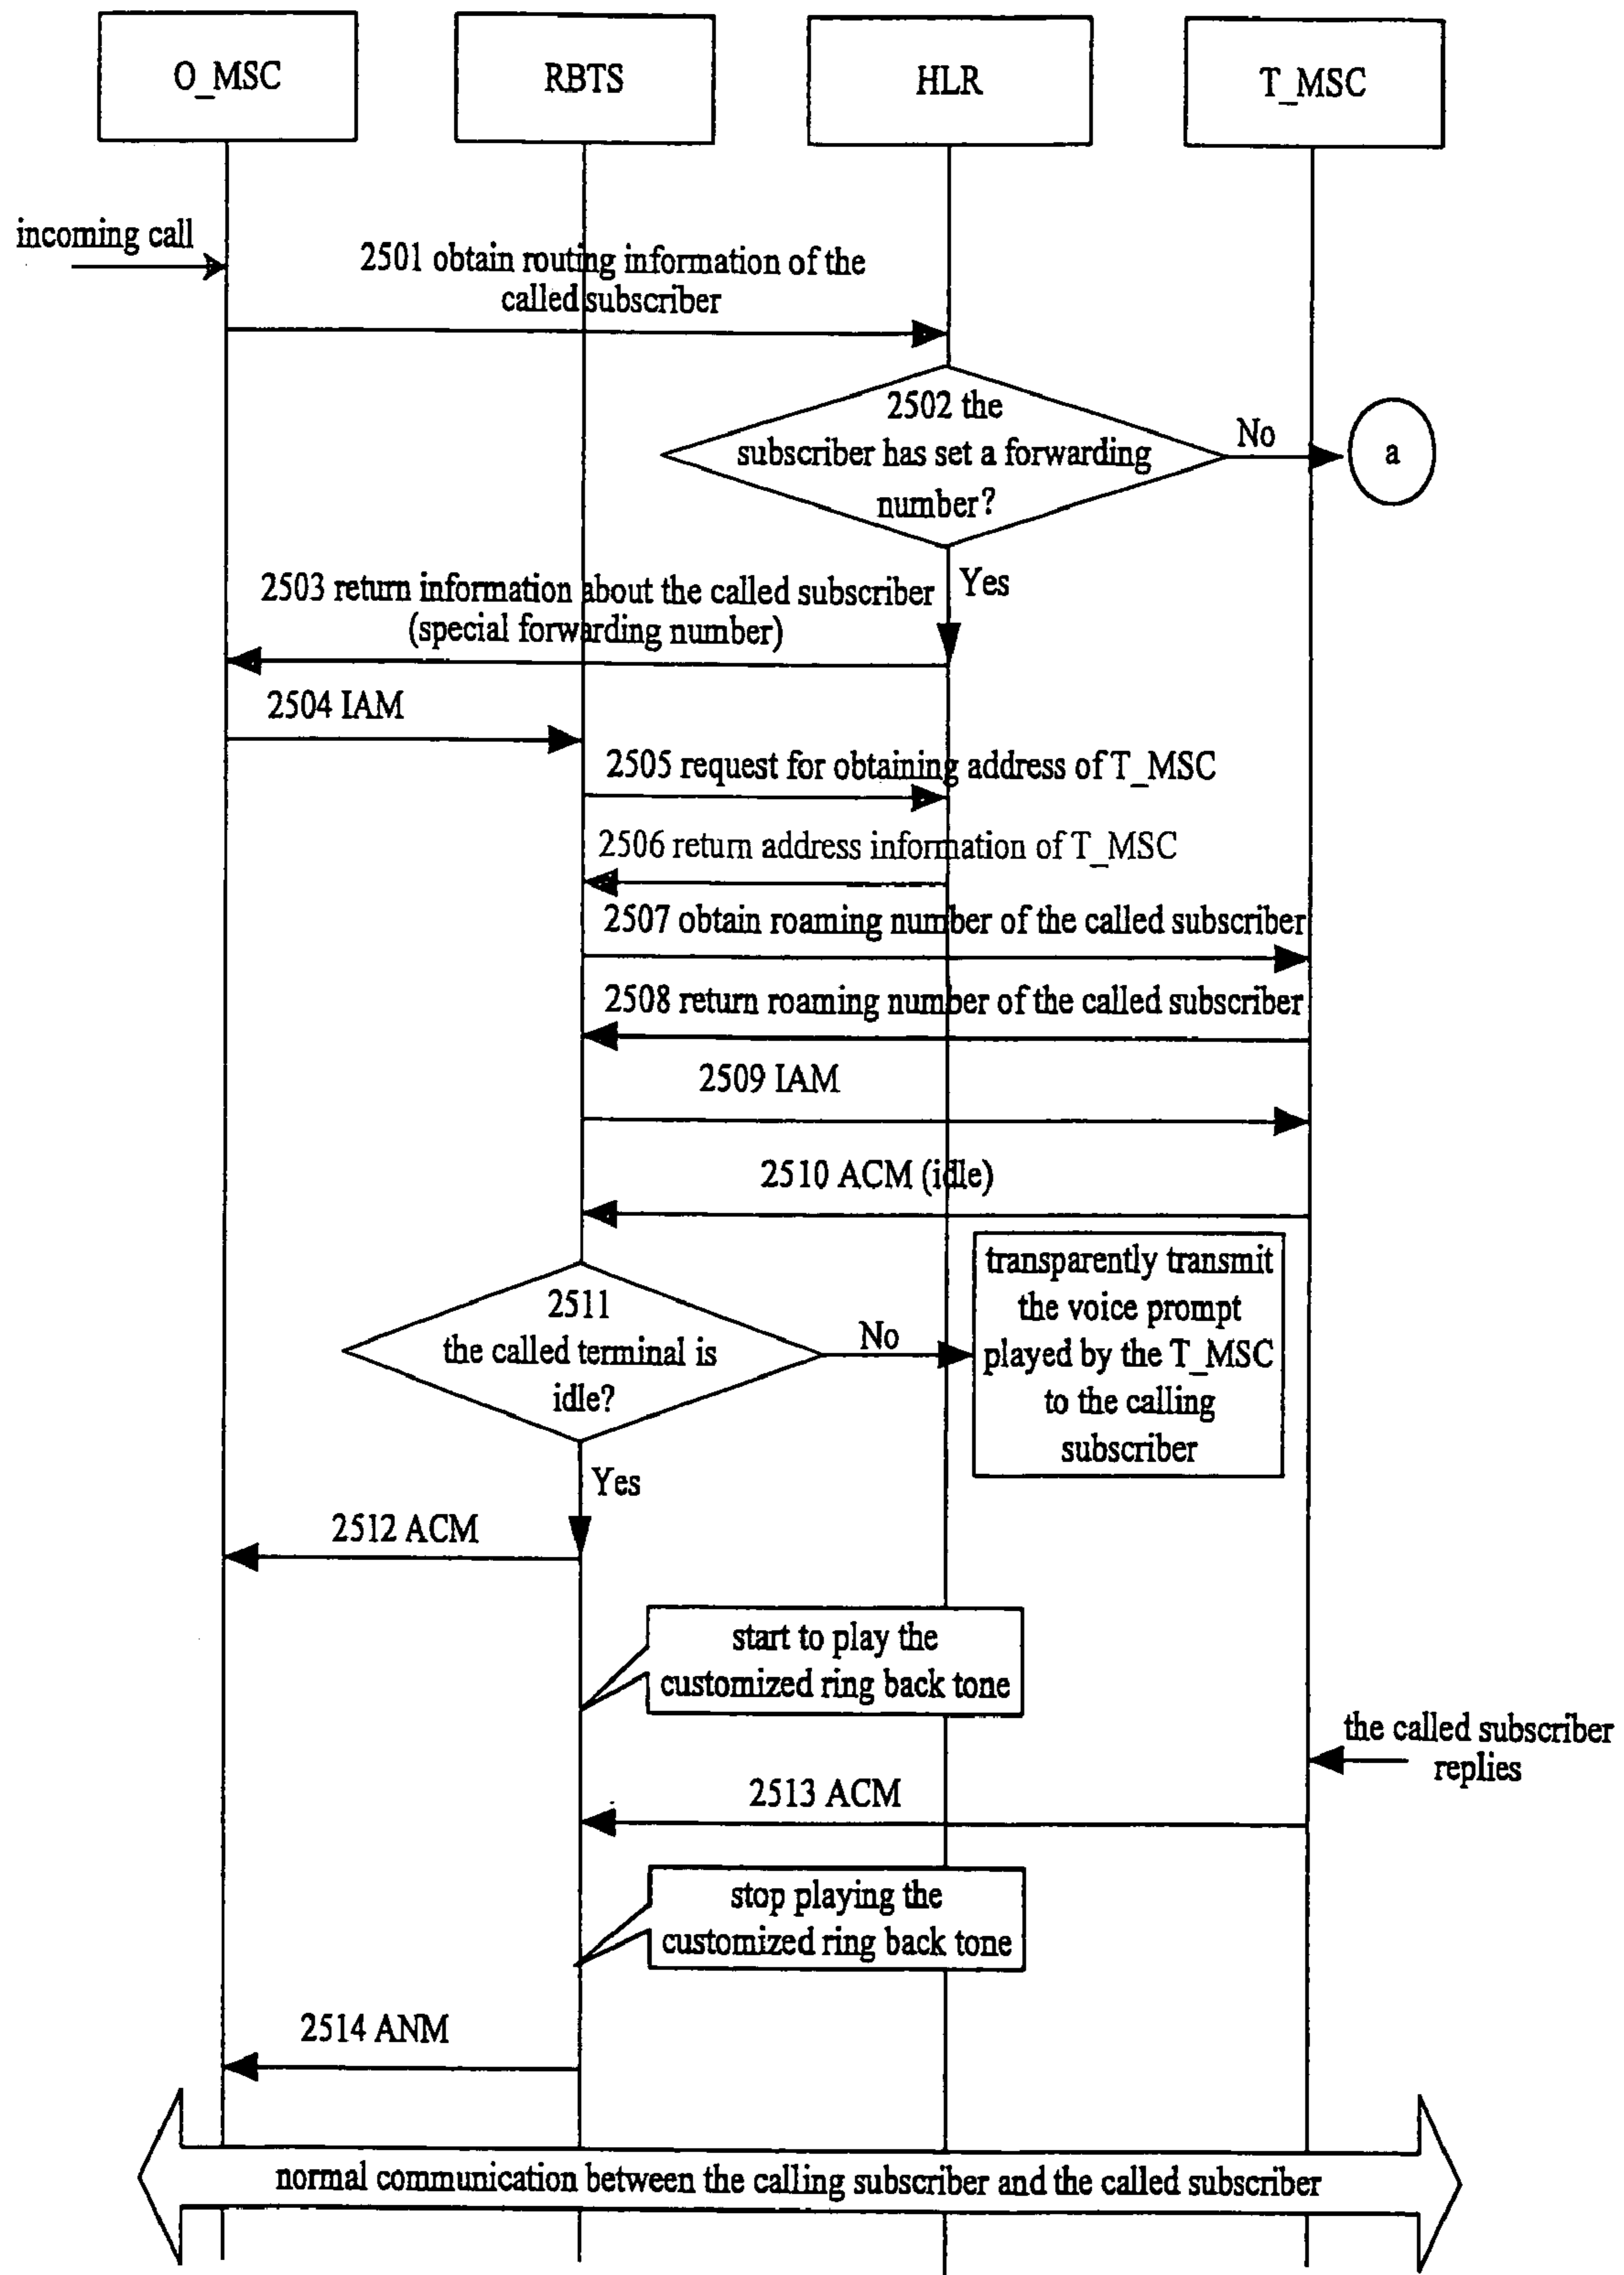 O_MSC
RBTS
HLR
T_MSC
incoming call
2501 obtain routing information of the
called subscriber
2502 the
subscriber has set a forwarding
number?
No
a
Yes
2503 return information about the called subscriber
(special forwarding number)
2504 IAM
2505 request for obtaining address of T_MSC
2506 return address information of T_MSC
2507 obtain roaming number of the called subscriber
2508 return roaming number of the called subscriber
2509 IAM
2510 ACM (idle)
2511
the called terminal is
idle?
No
transparently transmit
the voice prompt
played by the T_MSC
to the calling
subscriber
Yes
2512 ACM
start to play the
customized ring back tone
the called subscriber
replies
2513 ACM
stop playing the
customized ring back tone
2514 ANM
normal communication between the calling subscriber and the called subscriber